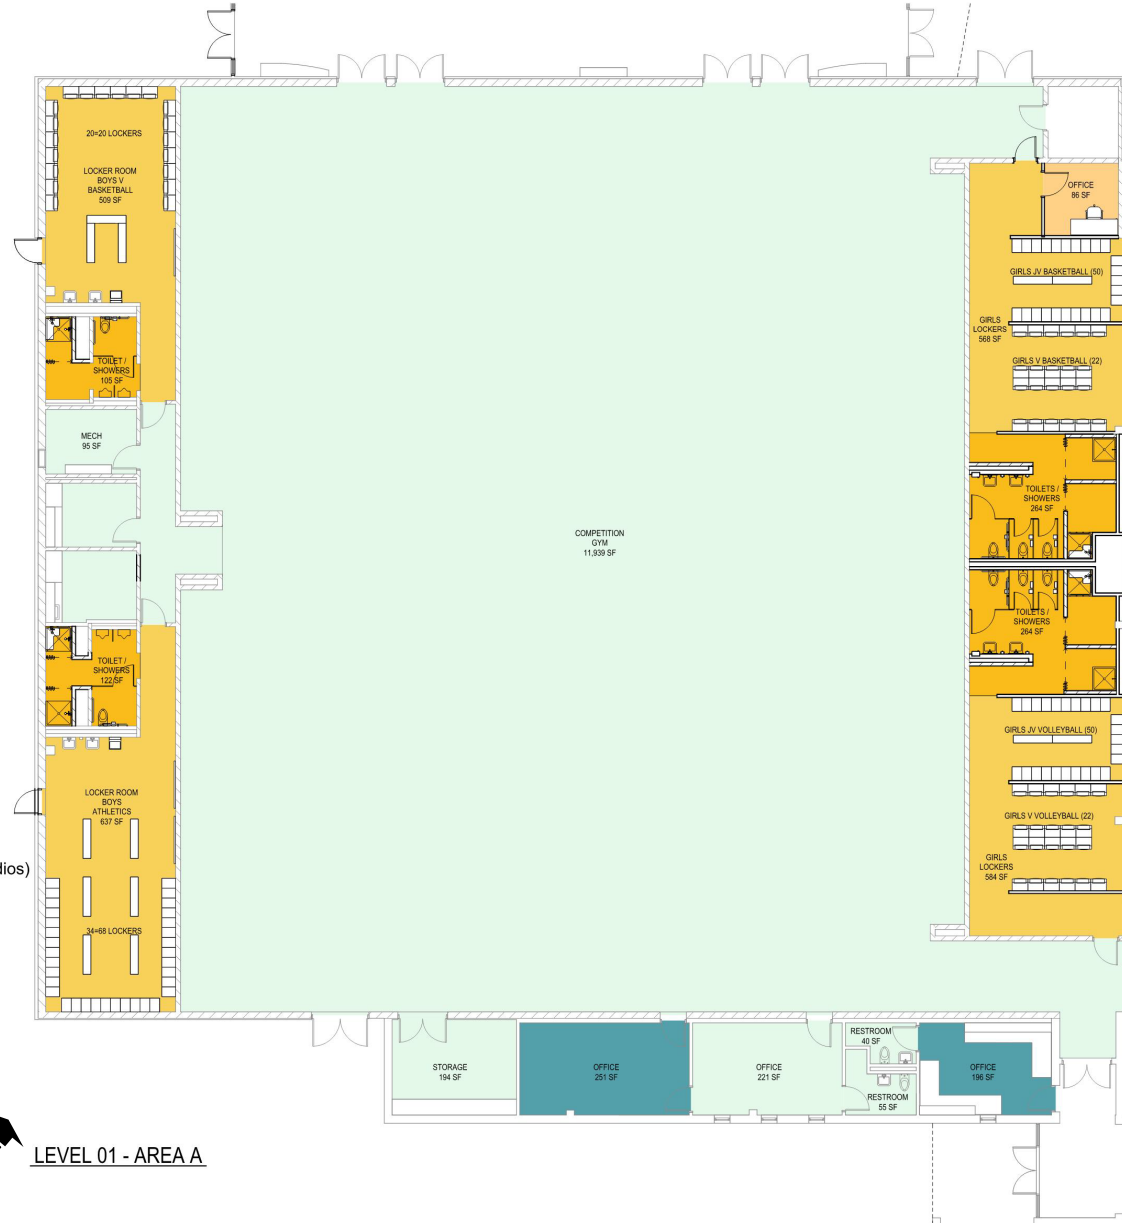 20=20 LOCKERS
LOCKER ROOM
BOYS V
BASKETBALL
509 SF
OFFICE
86 SF
GIRLS JV BASKETBALL (50)
GIRLS
LOCKERS
568 SF
GIRLS V BASKETBALL (22)
TOILET /
SHOWERS
105 SF
MECH
95 SF
TOILETS /
SHOWERS
264 SF
COMPETITION
GYM
11,939 SF
TOILETS /
SHOWERS
264 SF
TOILET /
SHOWERS
122 SF
GIRLS JV VOLLEYBALL (50)
LOCKER ROOM
BOYS
ATHLETICS
637 SF
GIRLS V VOLLEYBALL (22)
GIRLS
LOCKERS
584 SF
dios)
34=68 LOCKERS
STORAGE
194 SF
OFFICE
251 SF
OFFICE
221 SF
RESTROOM
40 SF
RESTROOM
55 SF
OFFICE
196 SF
LEVEL 01 - AREA A